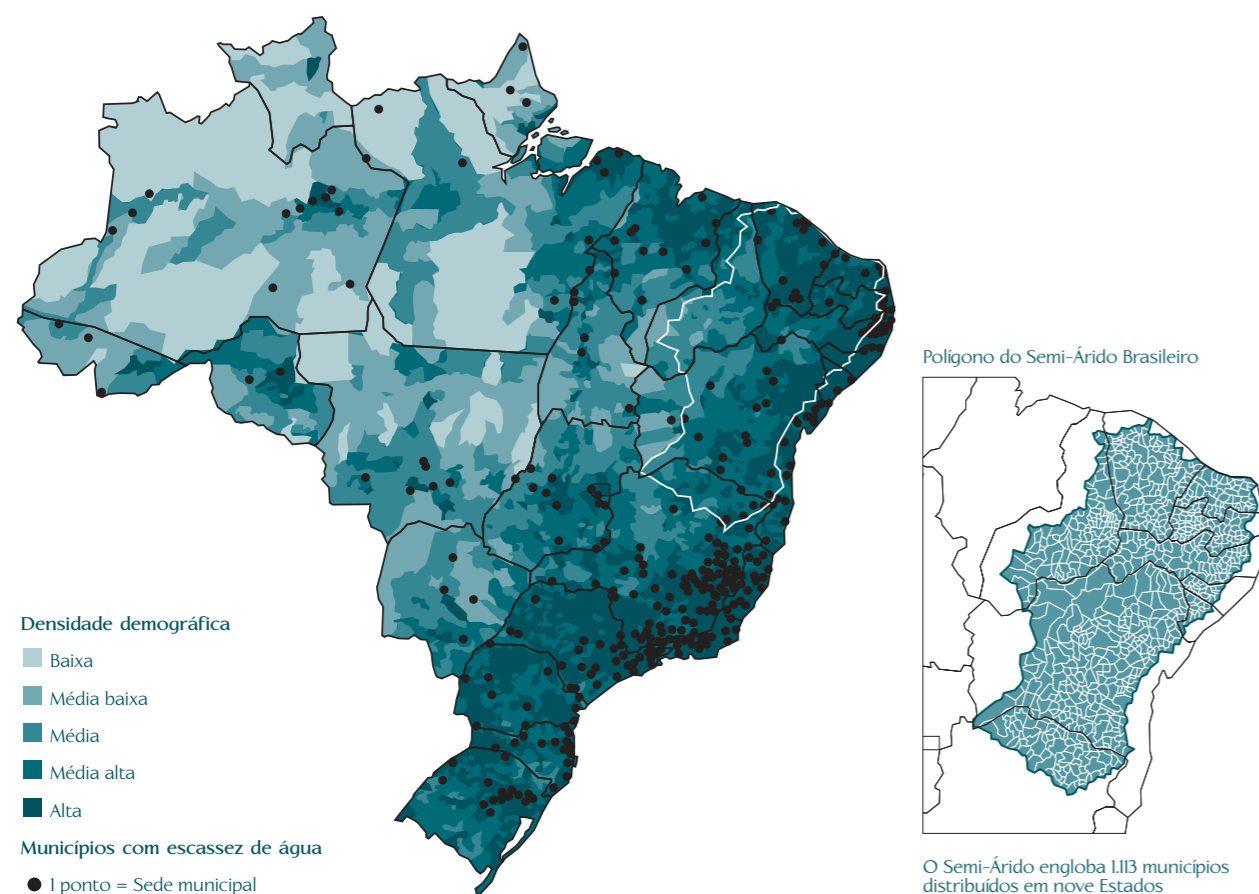 Polígono do Semi-Árido Brasileiro
Densidade demográfica
Baixa
Média baixa
Média
Média alta
Alta
Municípios com escassez de água
1 ponto = Sede municipal
O Semi-Árido engloba 1.113 municípios
distribuídos em nove Estados